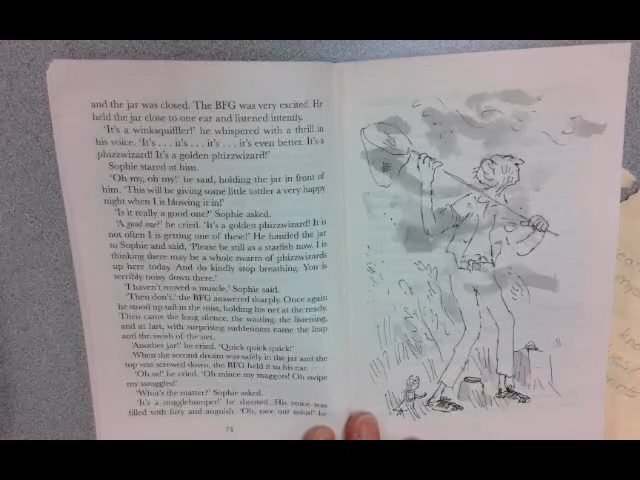 and the jar was closed. The BFG was very excited. He
held the jar close to one ear and listened intently.
'It's a winksquiffler!' he whispered with a thrill in
his voice. 'It's . . . it's . . . it's . . . it's even better. It's a
phizzwizard! It's a golden phizzwizard!'
Sophie stared at him.
'Oh my, oh my!' he said, holding the jar in front of
him. 'This will be giving some little tottler a very happy
night when I is blowing it in!'
'Is it really a good one?' Sophie asked.
'A good one?' he cried. 'It's a golden phizzwizard! It is
not often I is getting one of these!' He handed the jar
to Sophie and said, 'Please be still as a starfish now. I is
thinking there may be a whole swarm of phizzwizards
up here today. And do kindly stop breathing. You is
terribly noisy down there.'
'I haven't moved a muscle,' Sophie said.
'Then don't,' the BFG answered sharply. Once again
he stood up tall in the mist, holding his net at the ready.
Then came the long silence, the waiting, the listening,
and at last, with surprising suddenness came the leap
and the swish of the net.
'Another jar!' he cried. 'Quick quick quick!'
When the second dream was safely in the jar and the
top was screwed down, the BFG held it to his ear.
'Oh no!' he cried. 'Oh mince my maggots! Oh swipe
my swoggles!'
'What's the matter?' Sophie asked.
'It's a trogglehumper!' he shouted. His voice was
filled with fury and anguish. 'Oh, save our solos!' he